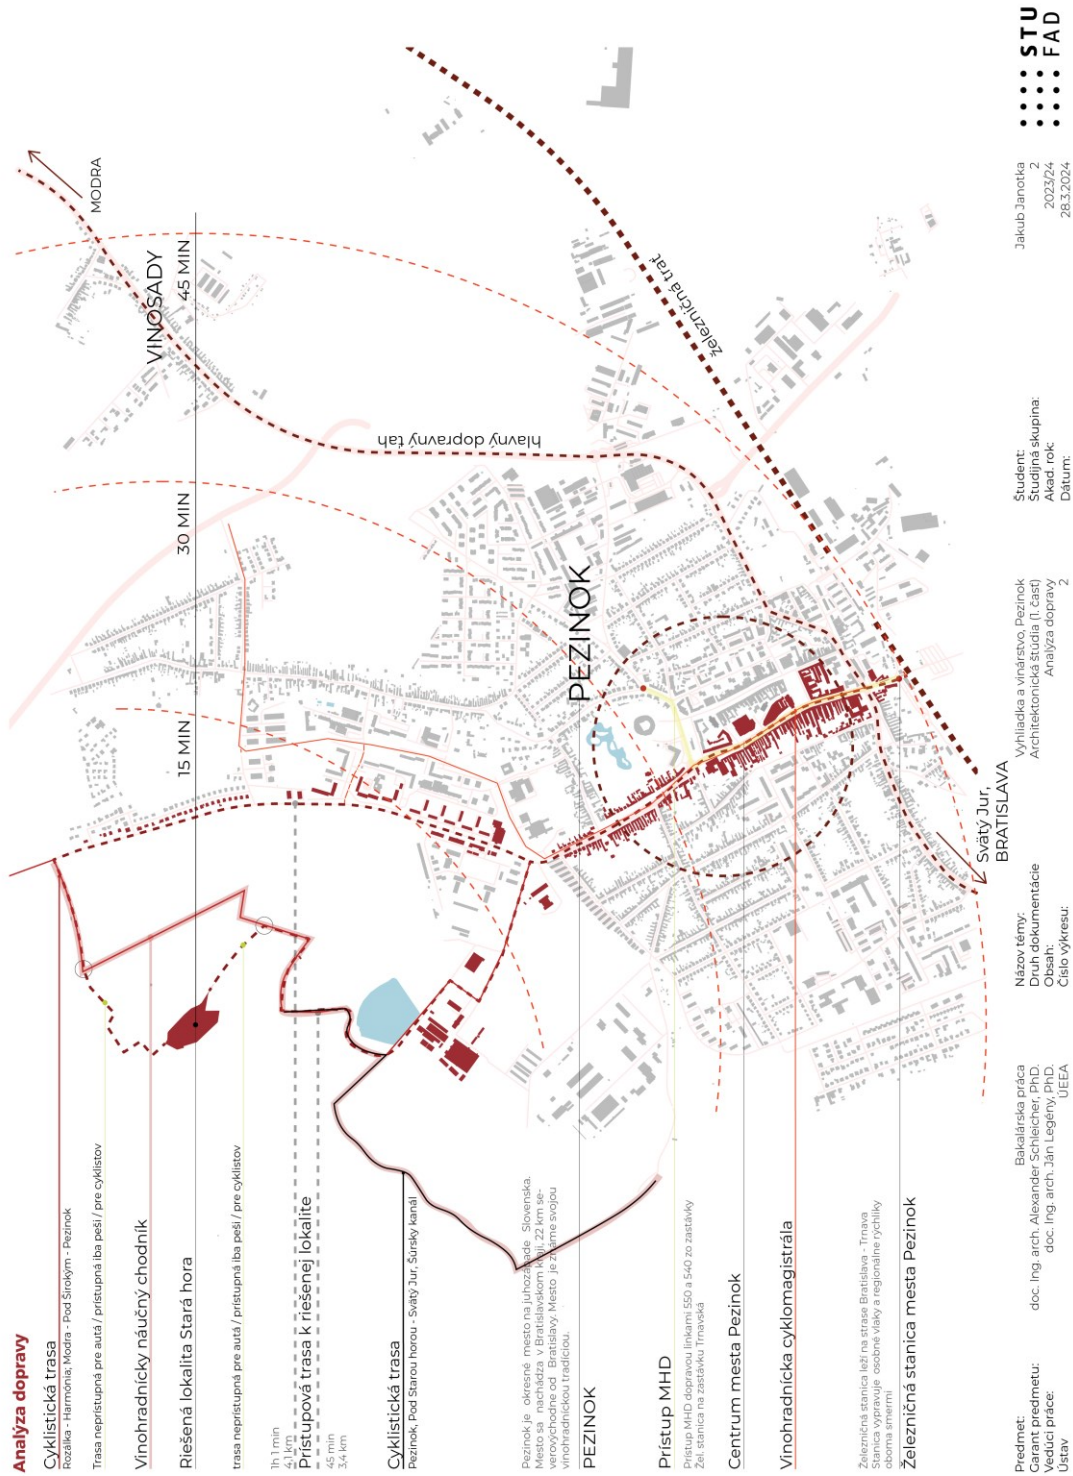 Analýza dopravy
Cyklistická trasa
Rozálka - Harmónia; Modra - Pod Širokým - Pezinok
Trasa neprístupná pre autá / prístupná iba peši / pre cyklistov
Vinohradnícky náučný chodník
Riešená lokalita Stará hora
trasa neprístupná pre autá / prístupná iba peši / pre cyklistov
1h 1 min
4,1 km
Prístupová trasa k riešenej lokalite
45 min
3,4 km
Cyklistická trasa
Pezinok, Pod Starou horou - Svätý Jur, Šúrsky kanál
Pezinok je okresné mesto na juhozápade Slovenska.
Mesto sa nachádza v Bratislavskom kraji, 22 km se-
verovýchodne od Bratislavy. Mesto je známe svojou
vinohradníckou tradíciou.
PEZINOK
Prístup MHD
Prístup MHD dopravou linkami 550 a 540 zo zastávky
Žel. stanica na zastávku Trnavská
Centrum mesta Pezinok
Vinohradnícka cyklomagistrála
Železničná stanica leží na strase Bratislava - Trnava
Stanica vypravuje osobné vlaky a regionálne rýchliky
oboma smermi
Železničná stanica mesta Pezinok
15 MIN
30 MIN
45 MIN
VINOSADY
MODRA
PEZINOK
hlavný dopravný ťah
železničná trať
Svätý Jur,
BRATISLAVA
Predmet: Bakalárska práca
Garant predmetu: doc. Ing. arch. Alexander Schleicher, PhD.
Vedúci práce: doc. Ing. arch. Ján Legény, PhD.
Ústav ÚEEA
Názov témy: Vyhliadka a vinárstvo, Pezinok
Druh dokumentácie Architektonická štúdia (1. časť)
Obsah: Analýza dopravy
Číslo výkresu: 2
Študent: Jakub Janotka
Študijná skupina: 2
Akad. rok: 2023/24
Dátum: 28.3.2024
STU
FAD